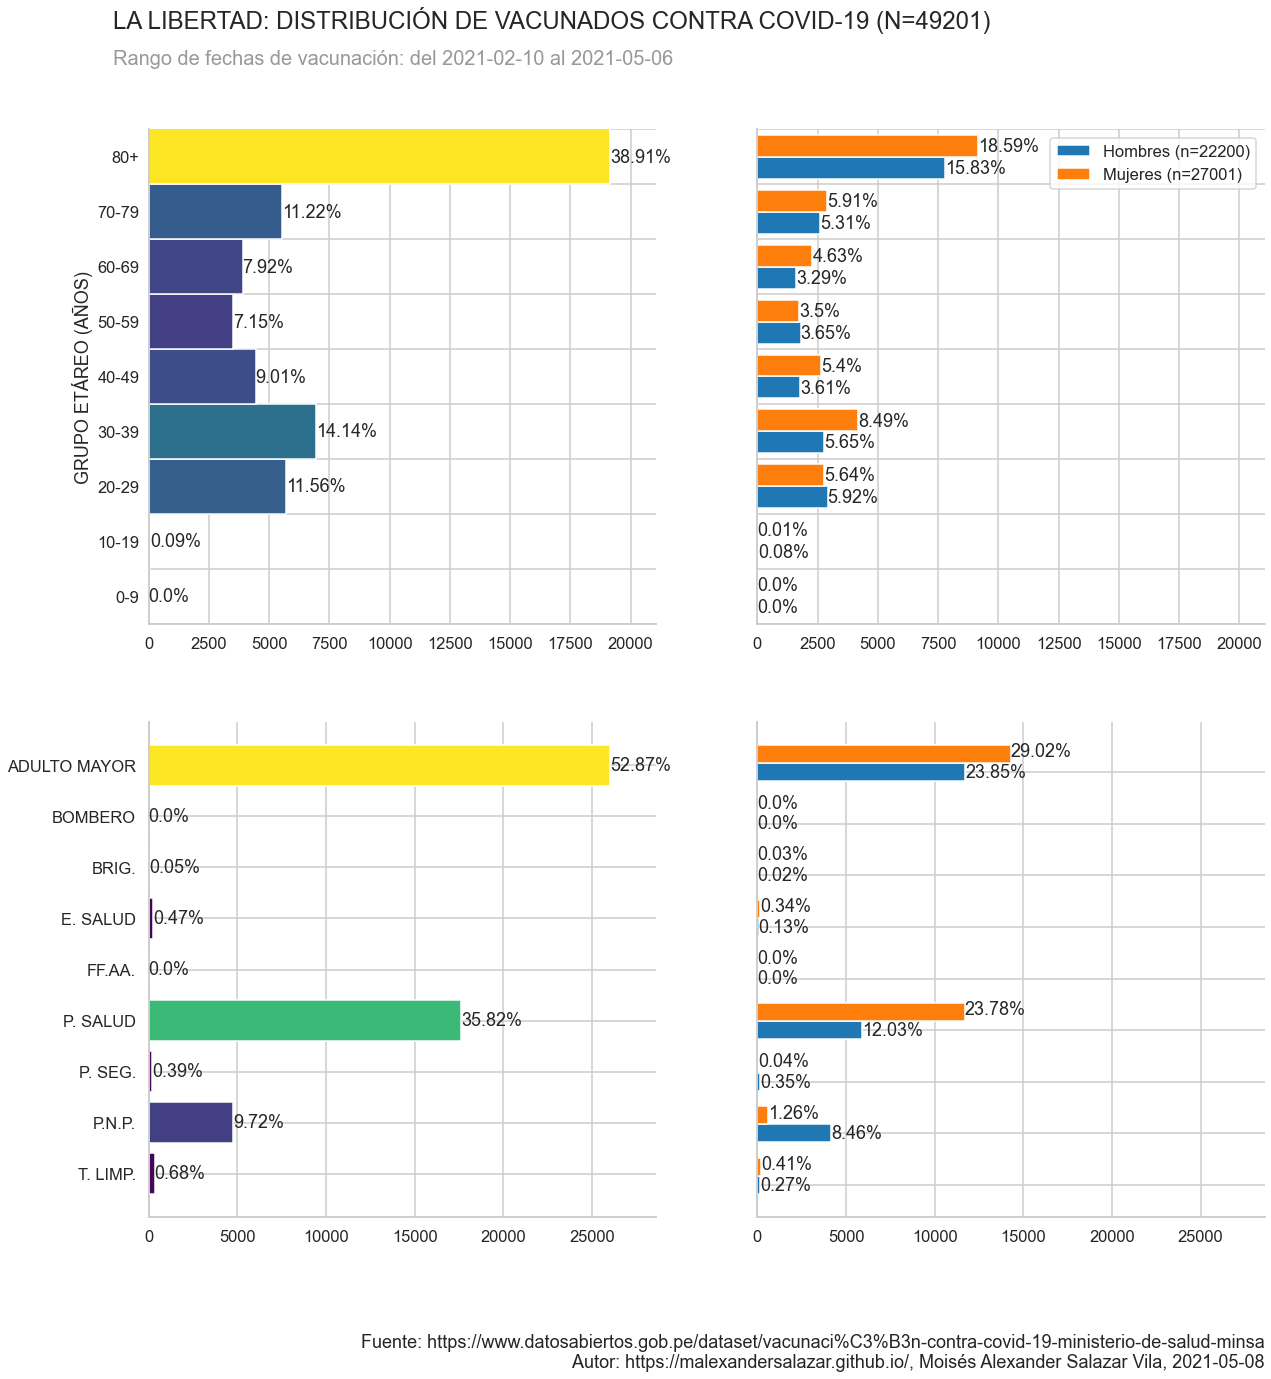 LA LIBERTAD: DISTRIBUCIÓN DE VACUNADOS CONTRA COVID-19 (N=49201)
Rango de fechas de vacunación: del 2021-02-10 al 2021-05-06
GRUPO ETÁREO (AÑOS)
80+ 38.91%
70-79 11.22%
60-69 7.92%
50-59 7.15%
40-49 9.01%
30-39 14.14%
20-29 11.56%
10-19 0.09%
0-9 0.0%
0 2500 5000 7500 10000 12500 15000 17500 20000
Hombres (n=22200)
Mujeres (n=27001)
18.59%
15.83%
5.91%
5.31%
4.63%
3.29%
3.5%
3.65%
5.4%
3.61%
8.49%
5.65%
5.64%
5.92%
0.01%
0.08%
0.0%
0.0%
0 2500 5000 7500 10000 12500 15000 17500 20000
ADULTO MAYOR 52.87%
BOMBERO 0.0%
BRIG. 0.05%
E. SALUD 0.47%
FF.AA. 0.0%
P. SALUD 35.82%
P. SEG. 0.39%
P.N.P. 9.72%
T. LIMP. 0.68%
0 5000 10000 15000 20000 25000
29.02%
23.85%
0.0%
0.0%
0.03%
0.02%
0.34%
0.13%
0.0%
0.0%
23.78%
12.03%
0.04%
0.35%
1.26%
8.46%
0.41%
0.27%
0 5000 10000 15000 20000 25000
Fuente: https://www.datosabiertos.gob.pe/dataset/vacunaci%C3%B3n-contra-covid-19-ministerio-de-salud-minsa
Autor: https://malexandersalazar.github.io/, Moisés Alexander Salazar Vila, 2021-05-08